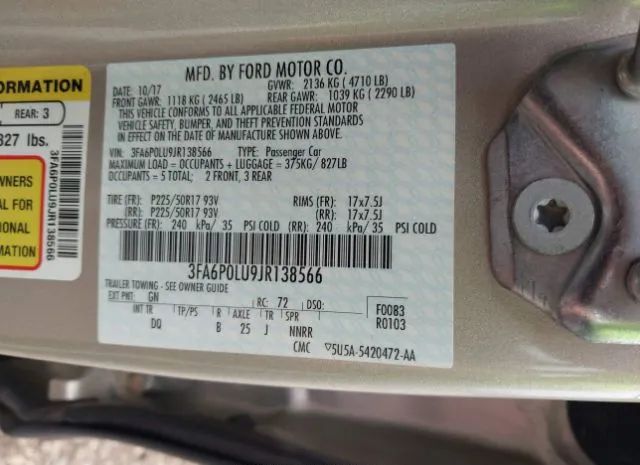 MFD. BY FORD MOTOR CO.
DATE: 10/17 GVWR: 2136 KG ( 4710 LB)
FRONT GAWR: 1118 KG ( 2465 LB) REAR GAWR: 1039 KG ( 2290 LB)
THIS VEHICLE CONFORMS TO ALL APPLICABLE FEDERAL MOTOR
VEHICLE SAFETY, BUMPER, AND THEFT PREVENTION STANDARDS
IN EFFECT ON THE DATE OF MANUFACTURE SHOWN ABOVE.
VIN: 3FA6P0LU9JR138566 TYPE: Passenger Car
MAXIMUM LOAD = OCCUPANTS + LUGGAGE = 375KG/ 827LB
OCCUPANTS = 5 TOTAL; 2 FRONT, 3 REAR
TIRE (FR): P225/50R17 93V RIMS (FR): 17x7.5J
(RR): P225/50R17 93V (RR): 17x7.5J
PRESSURE (FR): 240 kPa/ 35 PSI COLD (RR): 240 kPa/ 35 PSI COLD
3FA6P0LU9JR138566
TRAILER TOWING - SEE OWNER GUIDE
EXT PNT: GN RC: 72 DSO:
INT TR TP/PS R AXLE TR SPR
DQ B 25 J NNRR
F0083
R0103
CMC ▽5U5A-5420472-AA
FORMATION
REAR: 3
827 lbs.
WNERS
AL FOR
ONAL
MATION
3FA6P0LU9JR138566